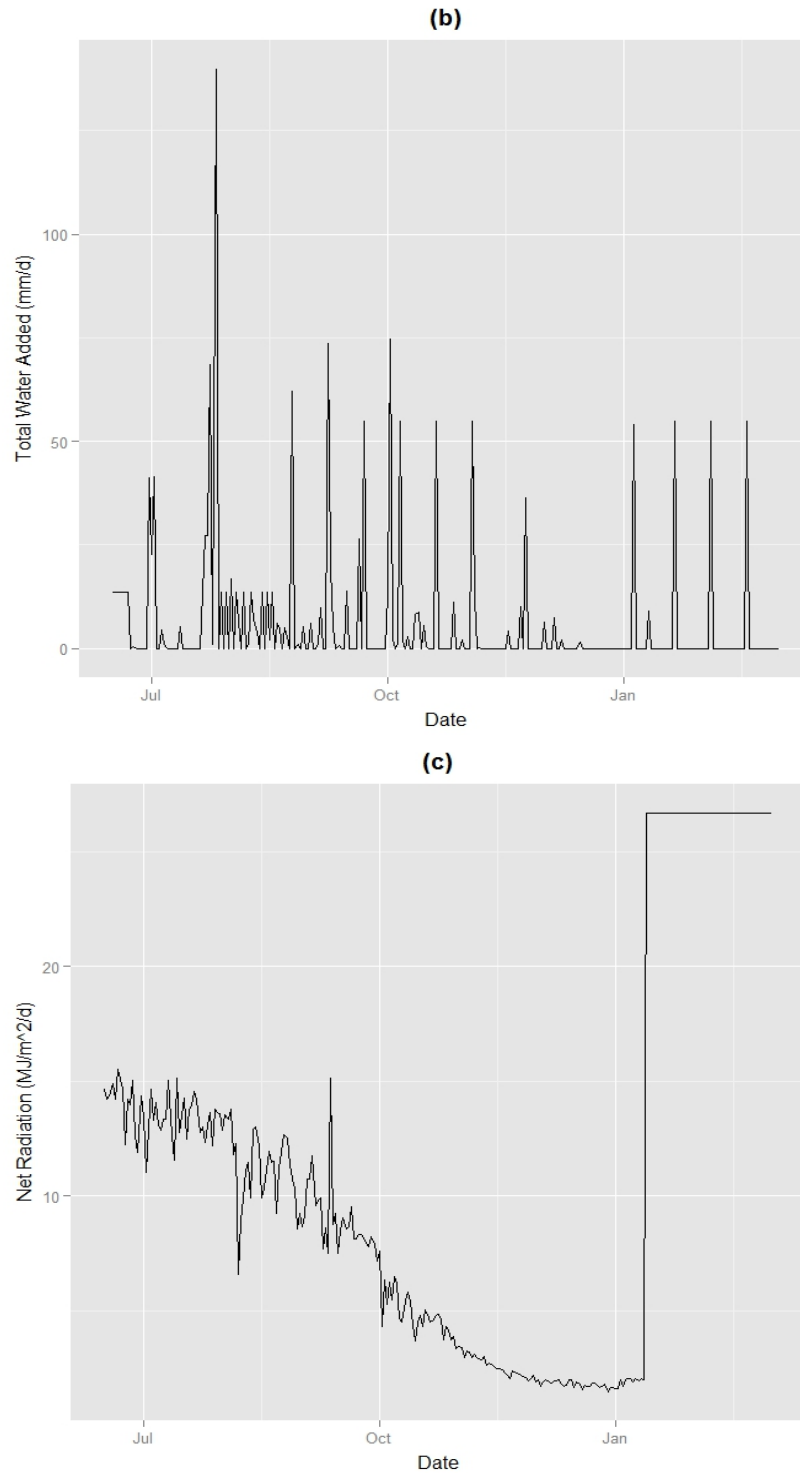 (b)
Total Water Added (mm/d)
100
50
0
Jul
Oct
Jan
Date
(c)
Net Radiation (MJ/m^2/d)
20
10
Jul
Oct
Jan
Date